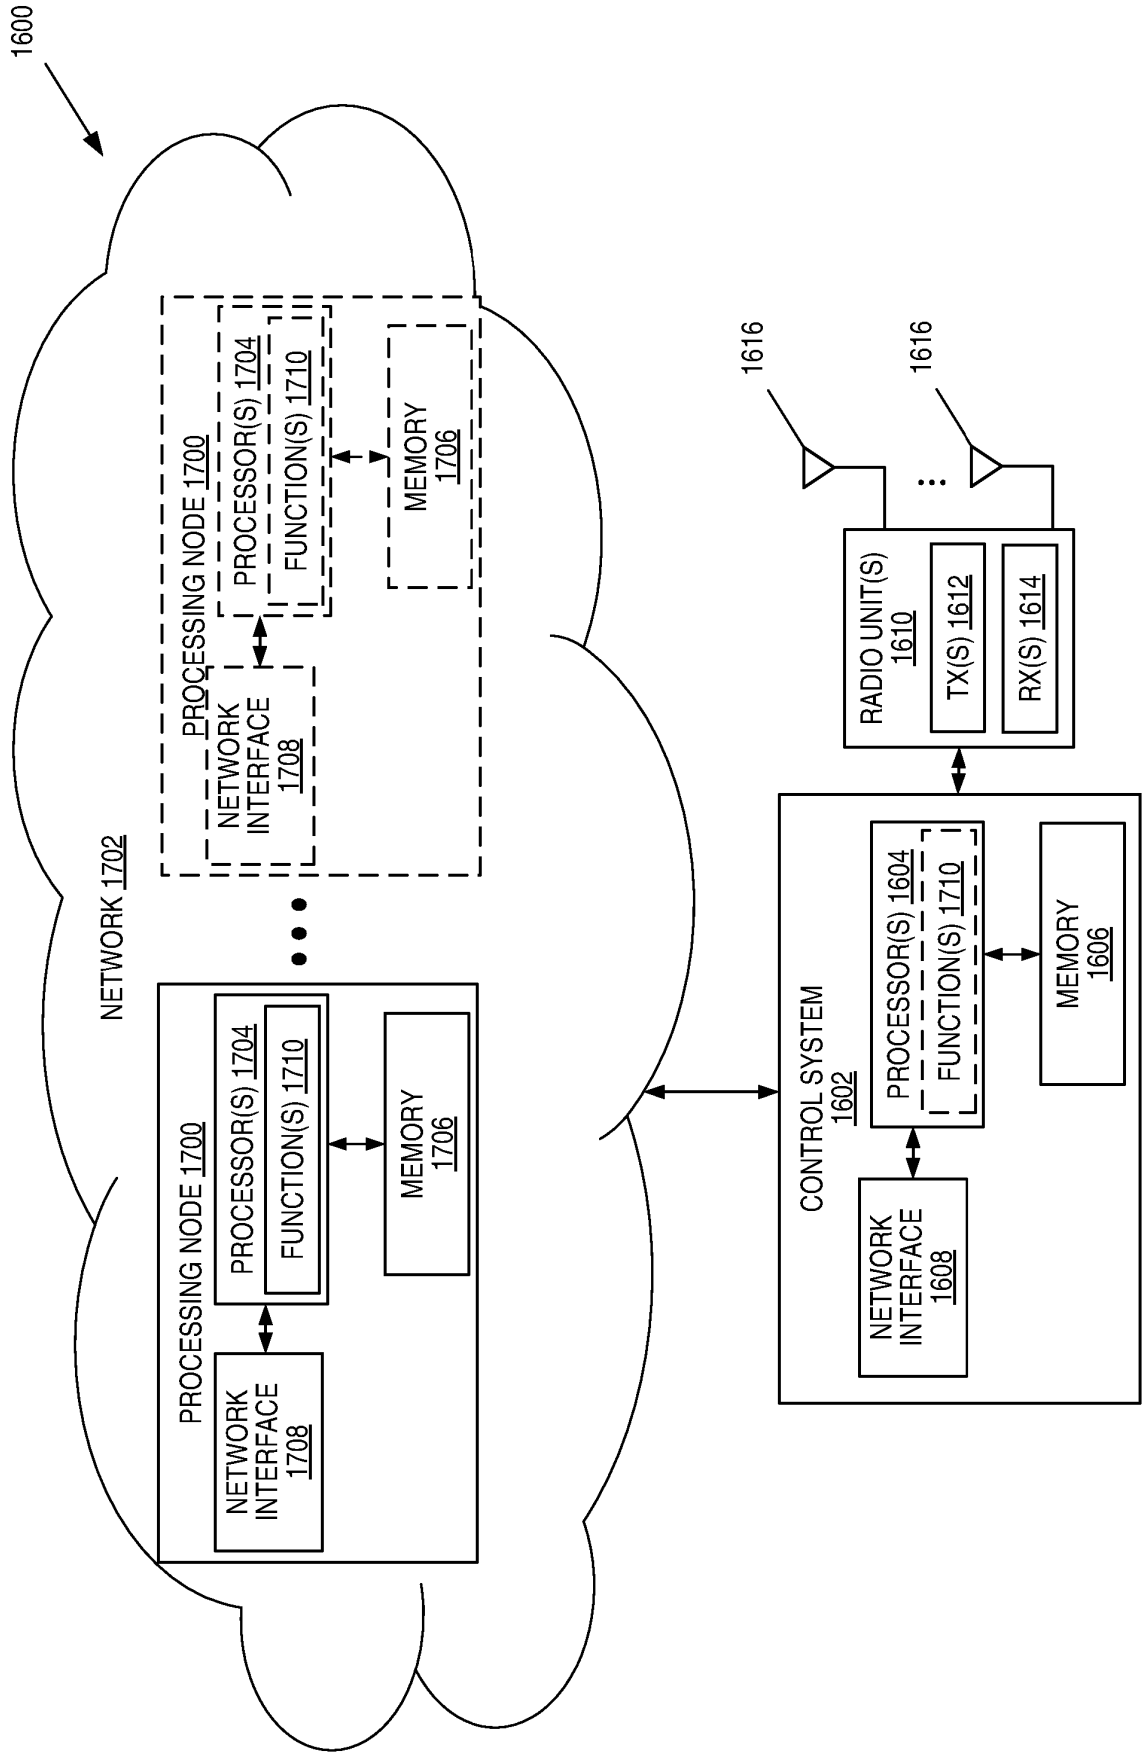 1600
NETWORK 1702
PROCESSING NODE 1700
PROCESSOR(S) 1704
FUNCTION(S) 1710
NETWORK
INTERFACE
1708
MEMORY
1706
PROCESSING NODE 1700
PROCESSOR(S) 1704
FUNCTION(S) 1710
NETWORK
INTERFACE
1708
MEMORY
1706
CONTROL SYSTEM
1602
PROCESSOR(S) 1604
FUNCTION(S) 1710
NETWORK
INTERFACE
1608
MEMORY
1606
RADIO UNIT(S)
1610
TX(S) 1612
RX(S) 1614
1616
1616